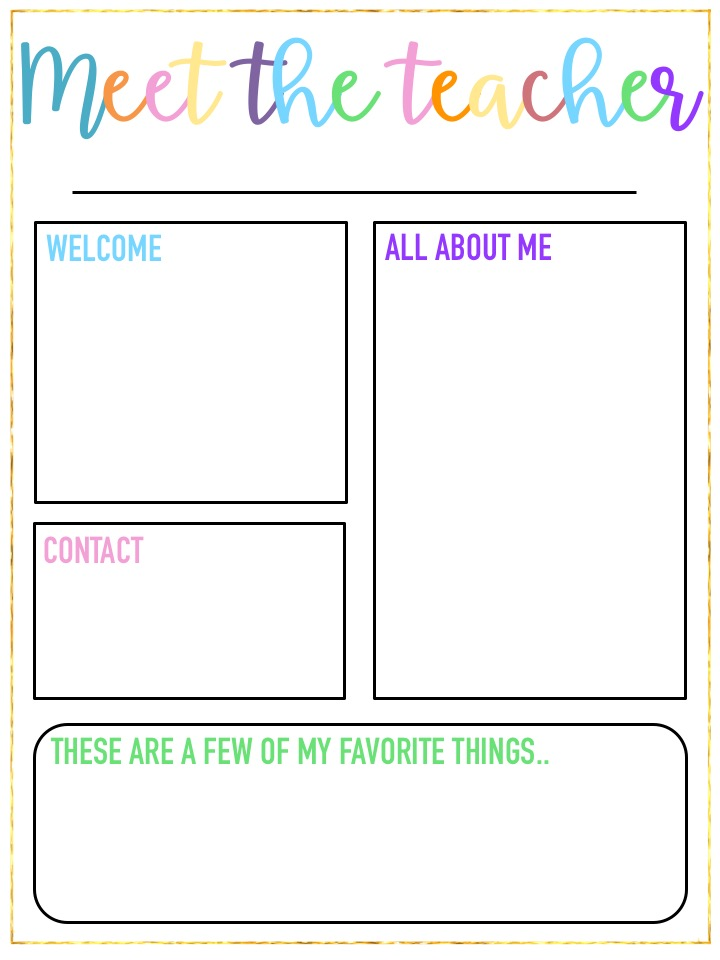 Meet the teacher
WELCOME
ALL ABOUT ME
CONTACT
THESE ARE A FEW OF MY FAVORITE THINGS..